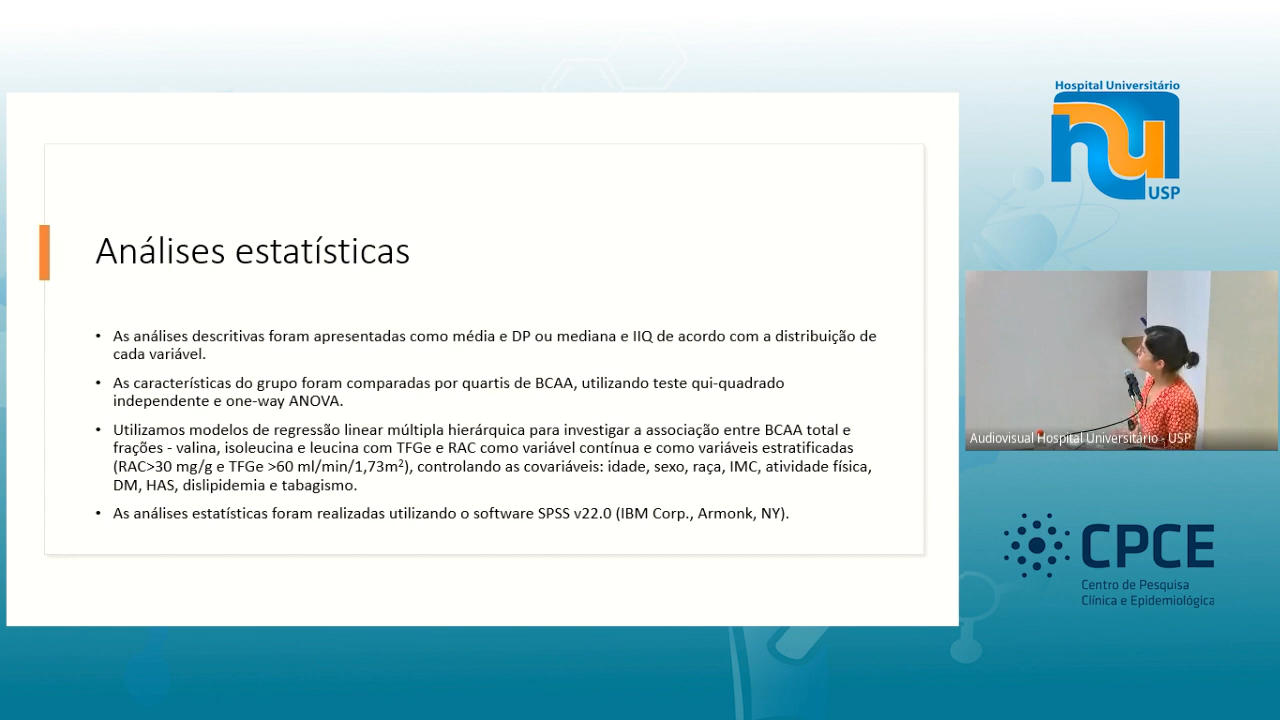 Análises estatísticas
• As análises descritivas foram apresentadas como média e DP ou mediana e IIQ de acordo com a distribuição de
cada variável.
• As características do grupo foram comparadas por quartis de BCAA, utilizando teste qui-quadrado
independente e one-way ANOVA.
• Utilizamos modelos de regressão linear múltipla hierárquica para investigar a associação entre BCAA total e
frações - valina, isoleucina e leucina com TFGe e RAC como variável contínua e como variáveis estratificadas
(RAC>30 mg/g e TFGe >60 ml/min/1,73m²), controlando as covariáveis: idade, sexo, raça, IMC, atividade física,
DM, HAS, dislipidemia e tabagismo.
• As análises estatísticas foram realizadas utilizando o software SPSS v22.0 (IBM Corp., Armonk, NY).
Hospital Universitário
hu
USP
Audiovisual Hospital Universitário - USP
CPCE
Centro de Pesquisa
Clínica e Epidemiológica